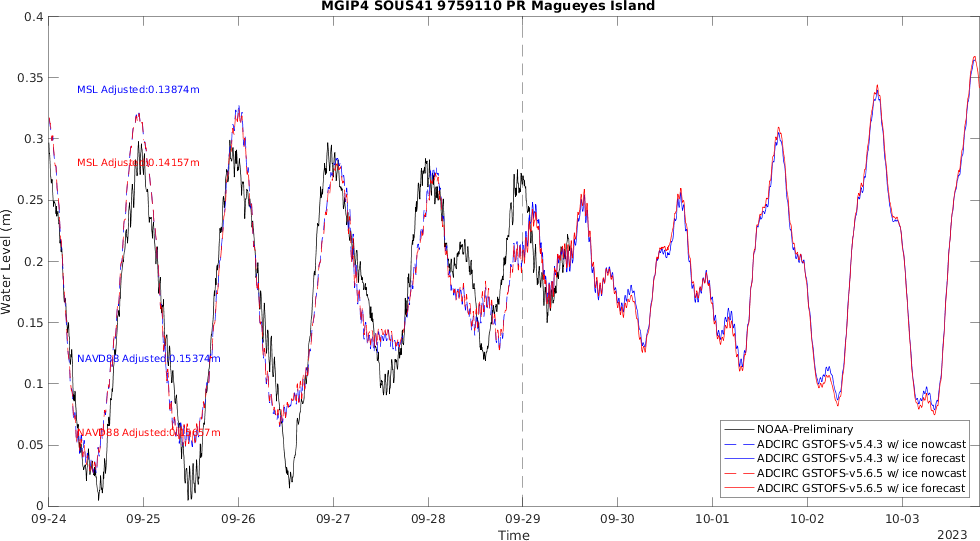 MGIP4 SOUS41 9759110 PR Magueyes Island
0.4
0.35
0.3
0.25
0.2
0.15
0.1
0.05
0
Water Level (m)
MSL Adjusted:0.13874m
MSL Adjusted:0.14157m
NAVD88 Adjusted:0.15374m
NAVD88 Adjusted:
NOAA-Preliminary
ADCIRC GSTOFS-v5.4.3 w/ ice nowcast
ADCIRC GSTOFS-v5.4.3 w/ ice forecast
ADCIRC GSTOFS-v5.6.5 w/ ice nowcast
ADCIRC GSTOFS-v5.6.5 w/ ice forecast
09-24 09-25 09-26 09-27 09-28 09-29 09-30 10-01 10-02 10-03
Time
2023